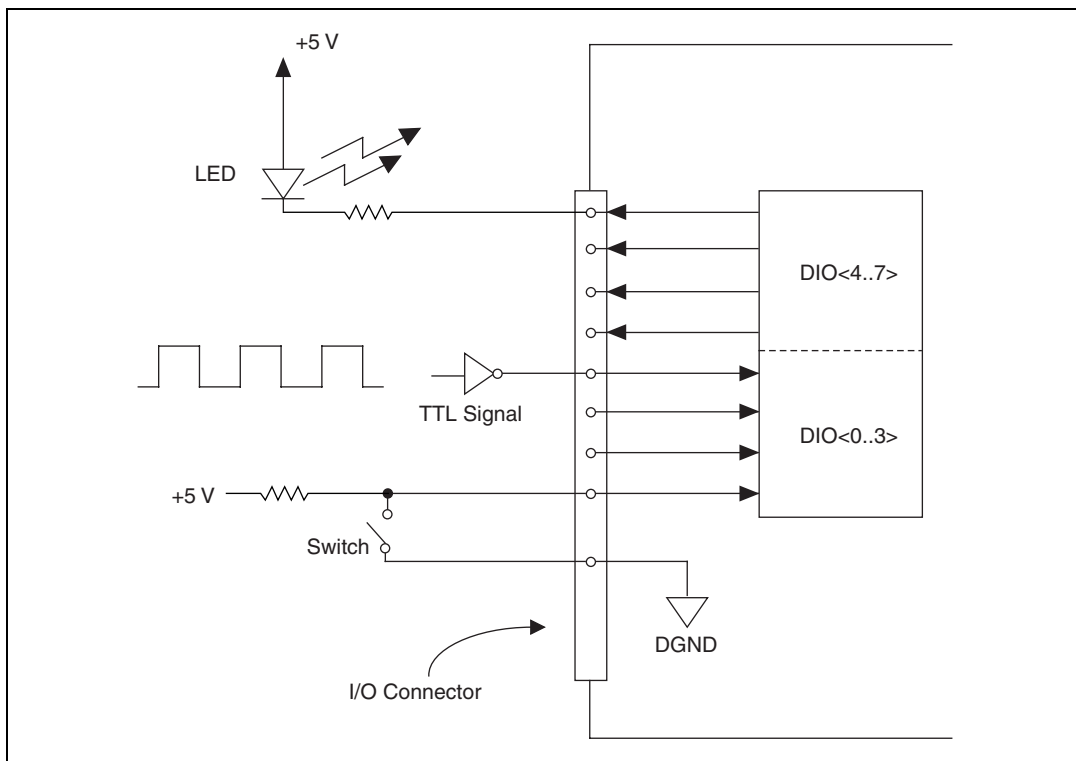 +5 V
LED
DIO<4..7>
TTL Signal
DIO<0..3>
+5 V
Switch
DGND
I/O Connector